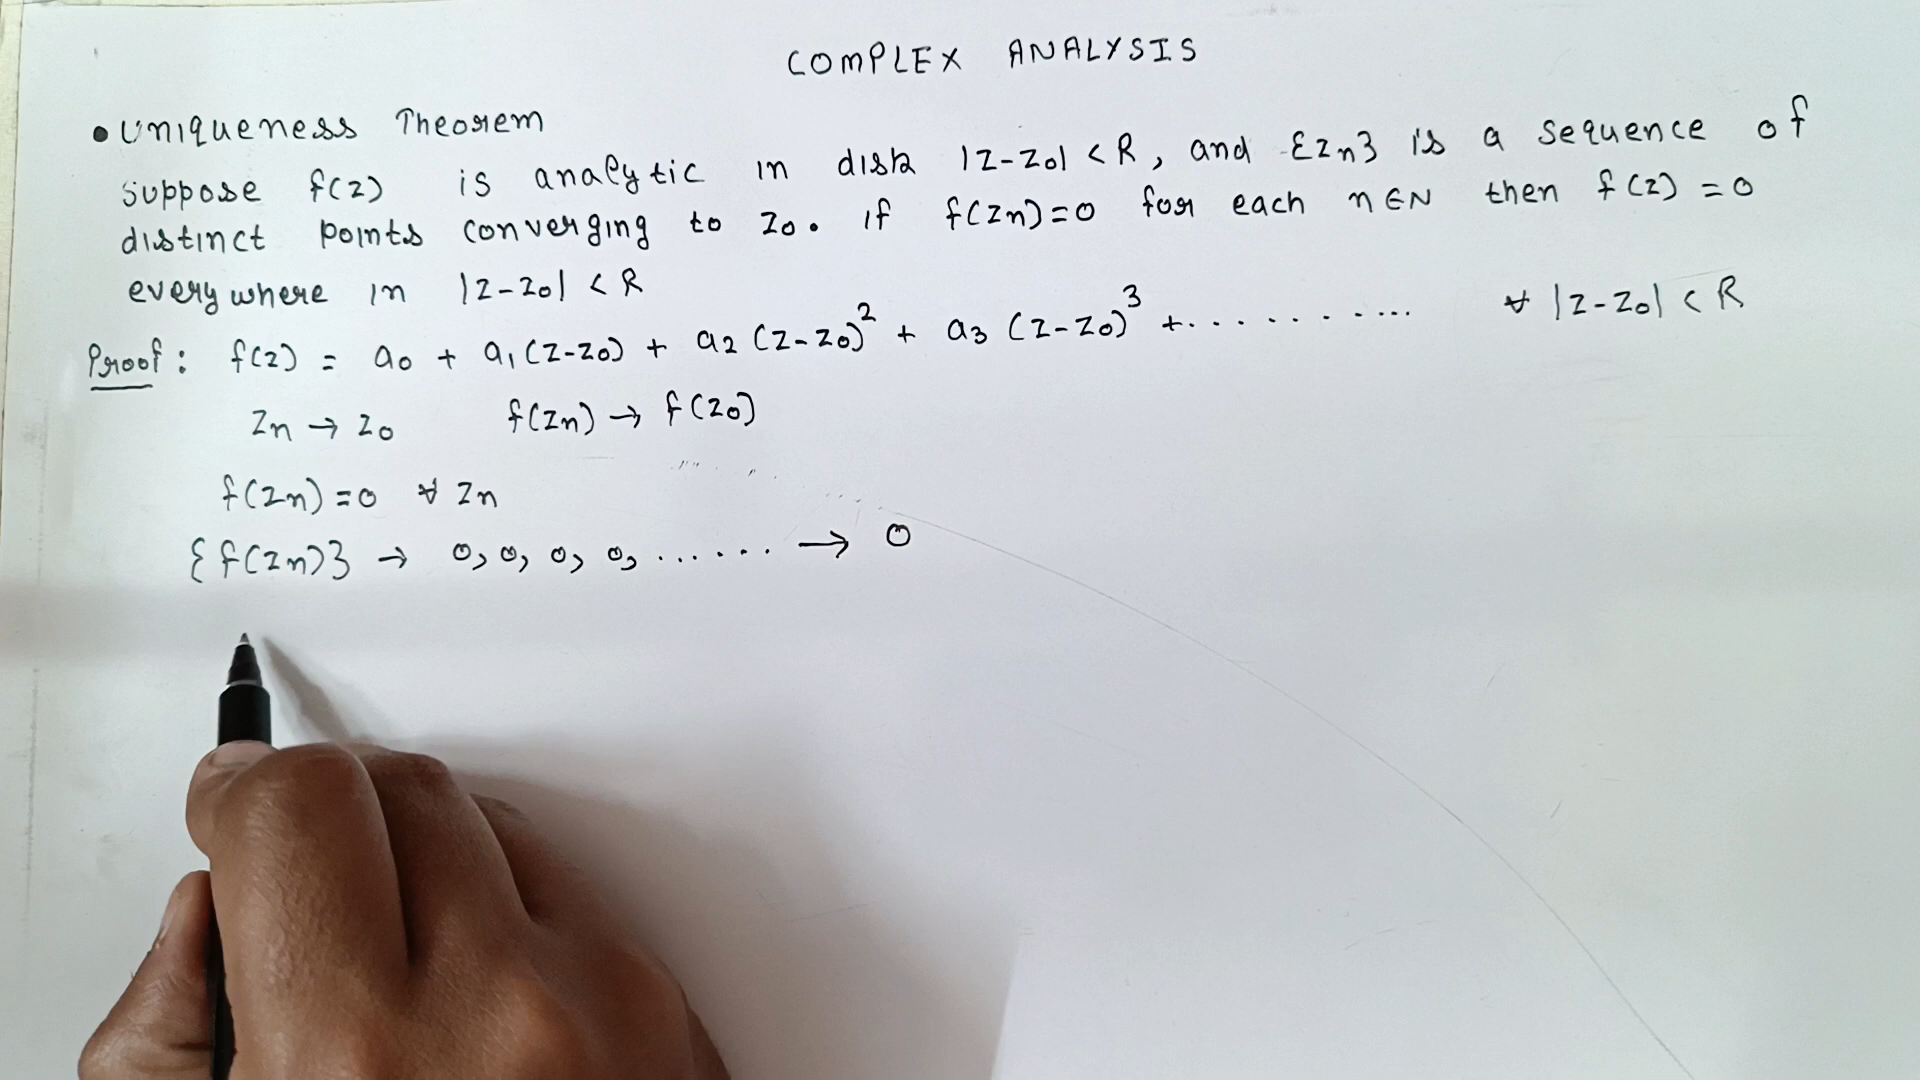 COMPLEX ANALYSIS
• Uniqueness Theorem
suppose f(z) is analytic in disk |z-z₀| < R, and {zn} is a sequence of
distinct points converging to z₀. if f(zn)=0 for each n∈N then f(z) = 0
everywhere in |z-z₀| < R
Proof : f(z) = a₀ + a₁(z-z₀) + a₂(z-z₀)² + a₃(z-z₀)³ +........... ∀ |z-z₀| < R
zn → z₀ f(zn) → f(z₀)
f(zn)=0 ∀ zn
{f(zn)} → 0, 0, 0, 0, ...... → 0